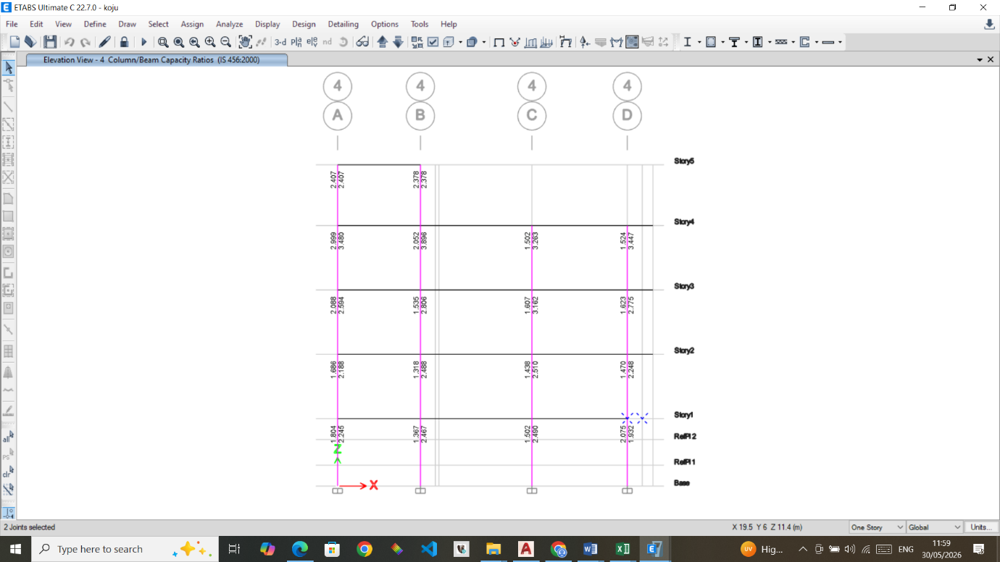 ETABS Ultimate C 22.7.0 - koju
File Edit View Define Draw Select Assign Analyze Display Design Detailing Options Tools Help
3-d nd
Elevation View - 4 Column/Beam Capacity Ratios (IS 456:2000)
4 4 4 4
A B C D
Story5
2.407 2.407 2.378 2.378
Story4
2.999 3.480 2.052 3.896 1.502 3.263 1.524 3.447
Story3
2.088 2.594 1.535 2.806 1.607 3.162 1.623 2.775
Story2
1.686 2.188 1.318 2.488 1.438 2.510 1.470 2.248
Story1
1.804 2.245 1.367 2.467 1.502 2.490 2.075 1.932
RefPl 2
Z
RefPl 1
X
Base
all
PS
clr
2 Joints selected X 19.5 Y 6 Z 11.4 (m) One Story Global Units...
Type here to search UV Hig... ENG 11:59
30/05/2026